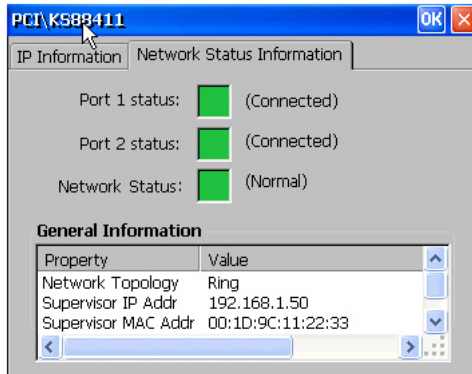 PCI\KS88411 OK
IP Information Network Status Information
Port 1 status: (Connected)
Port 2 status: (Connected)
Network Status: (Normal)
General Information
Property Value
Network Topology Ring
Supervisor IP Addr 192.168.1.50
Supervisor MAC Addr 00:1D:9C:11:22:33